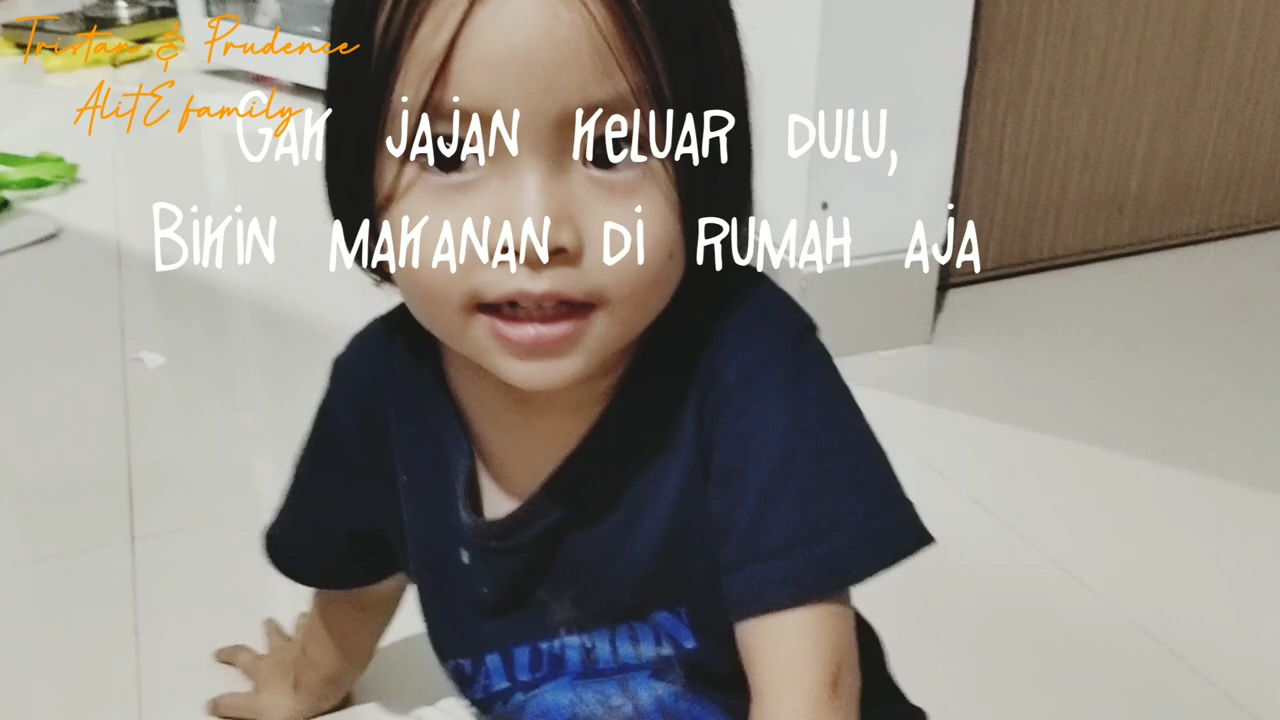 Tristan & Prudence
AlitE family
Gak jajan keluar dulu,
Bikin makanan di rumah aja
CAUTION